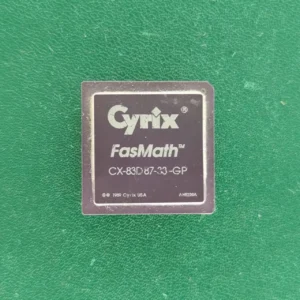 Cyrix®
FasMath™
CX-83D87-33-GP
Cyrix USA